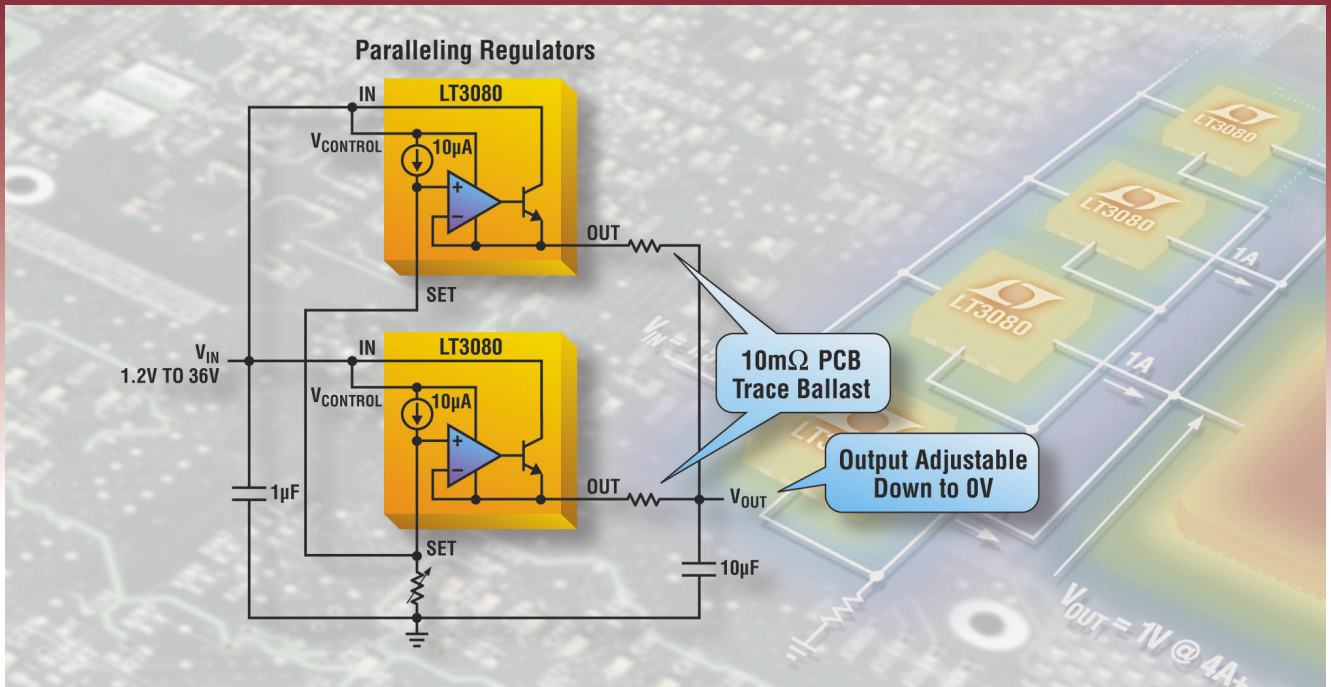 Paralleling Regulators
IN
LT3080
VCONTROL
10µA
+
–
OUT
SET
IN
LT3080
VIN
1.2V TO 36V
VCONTROL
10µA
+
–
OUT
SET
1µF
10mΩ PCB
Trace Ballast
Output Adjustable
Down to 0V
VOUT
10µF
LT3080
LT3080
LT3080
1A
1A
VOUT = 1V @ 4A+